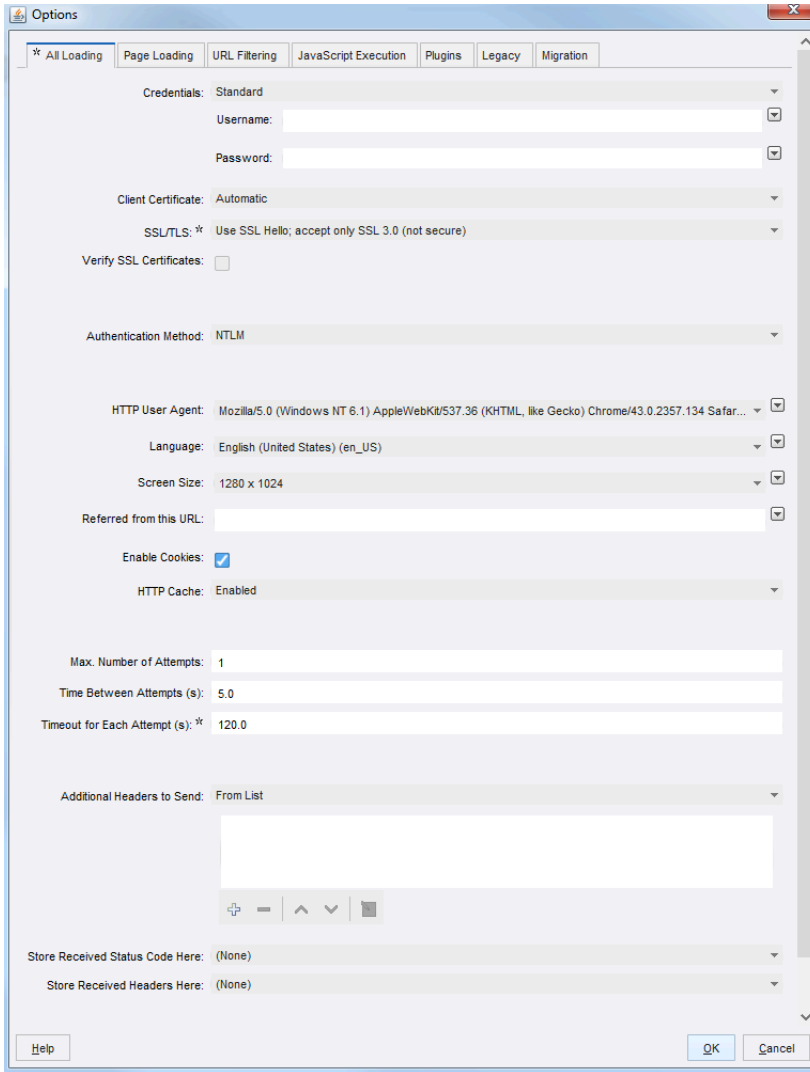 Options
* All Loading Page Loading URL Filtering JavaScript Execution Plugins Legacy Migration
Credentials: Standard
Username:
Password:
Client Certificate: Automatic
SSL/TLS: * Use SSL Hello; accept only SSL 3.0 (not secure)
Verify SSL Certificates:
Authentication Method: NTLM
HTTP User Agent: Mozilla/5.0 (Windows NT 6.1) AppleWebKit/537.36 (KHTML, like Gecko) Chrome/43.0.2357.134 Safar...
Language: English (United States) (en_US)
Screen Size: 1280 x 1024
Referred from this URL:
Enable Cookies:
HTTP Cache: Enabled
Max. Number of Attempts: 1
Time Between Attempts (s): 5.0
Timeout for Each Attempt (s): * 120.0
Additional Headers to Send: From List
Store Received Status Code Here: (None)
Store Received Headers Here: (None)
Help OK Cancel